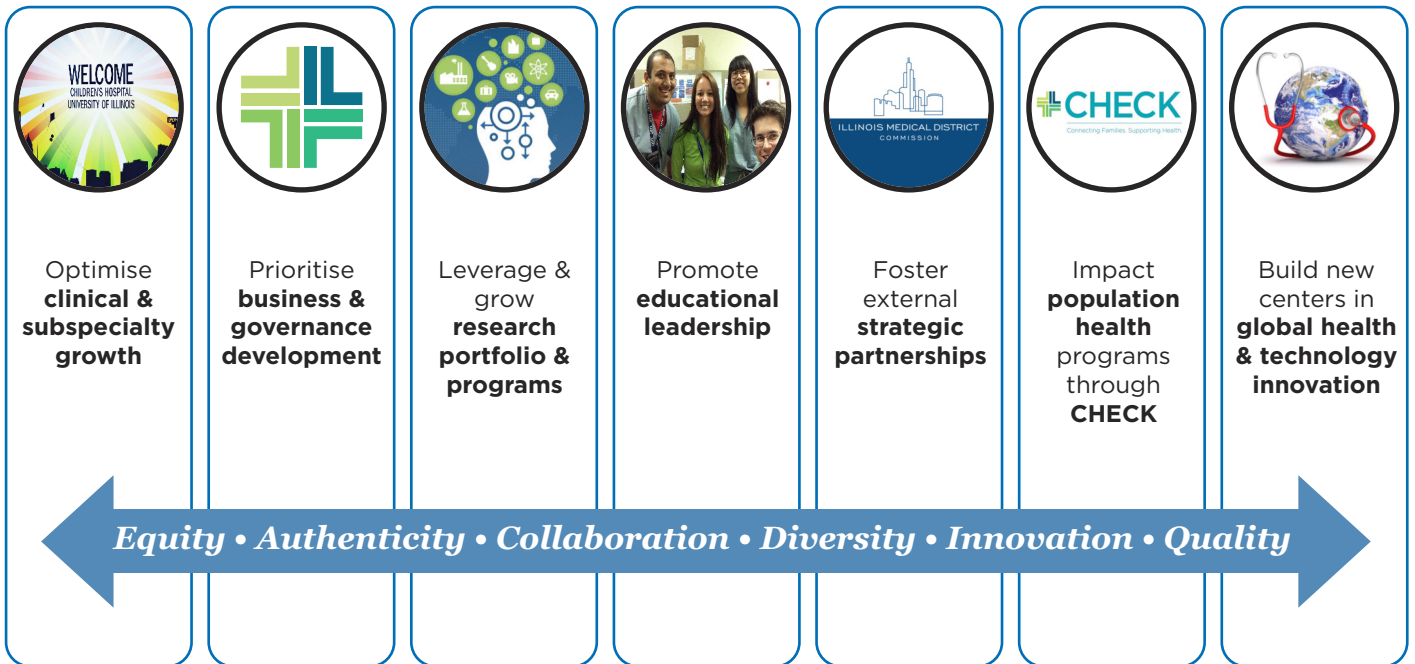 WELCOME
CHILDREN'S HOSPITAL
UNIVERSITY OF ILLINOIS
Optimise
clinical &
subspecialty
growth
Prioritise
business &
governance
development
Leverage &
grow
research
portfolio &
programs
Promote
educational
leadership
ILLINOIS MEDICAL DISTRICT
COMMISSION
Foster
external
strategic
partnerships
CHECK
Connecting Families. Supporting Health.
Impact
population
health
programs
through
CHECK
Build new
centers in
global health
& technology
innovation
Equity • Authenticity • Collaboration • Diversity • Innovation • Quality